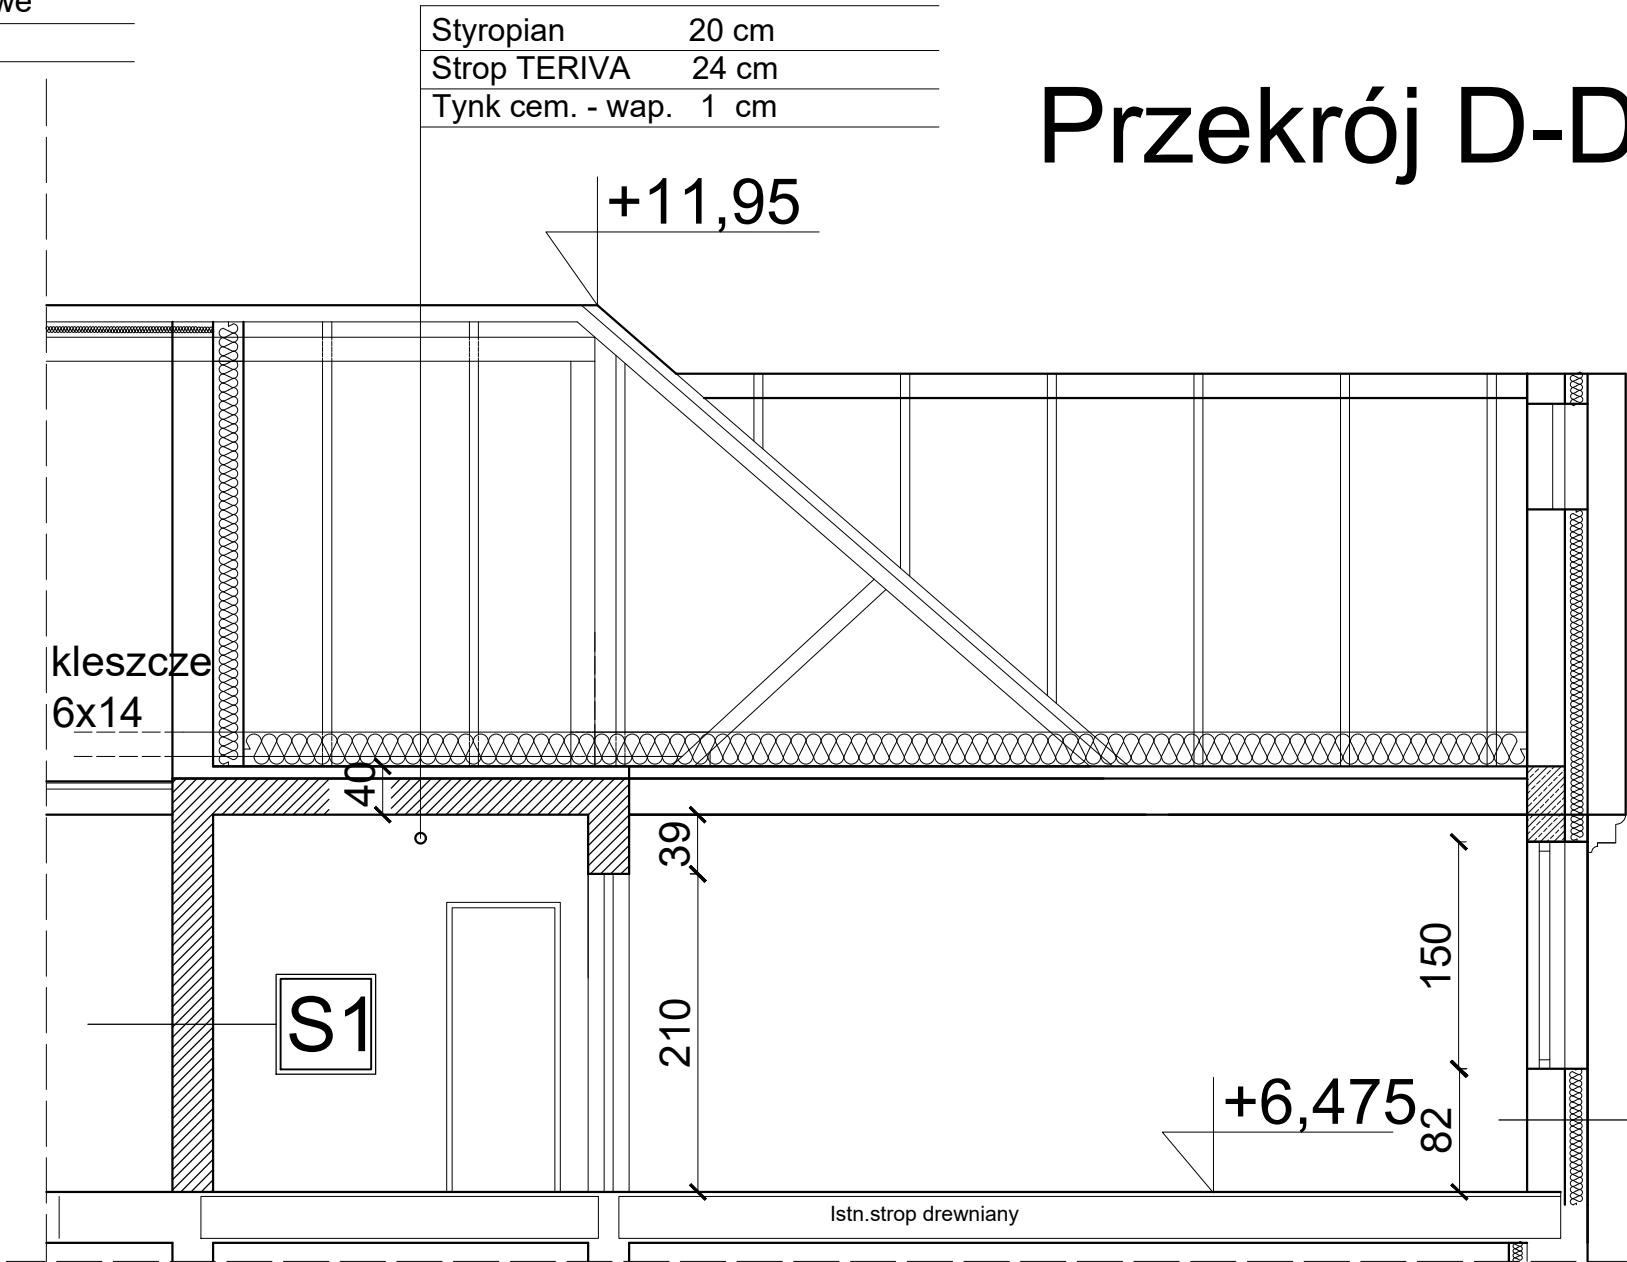 Styropian 20 cm
Strop TERIVA 24 cm
Tynk cem. - wap. 1 cm
Przekrój D-D
+11,95
kleszcze
6x14
40
39
150
S1
210
+6,475
82
Istn.strop drewniany